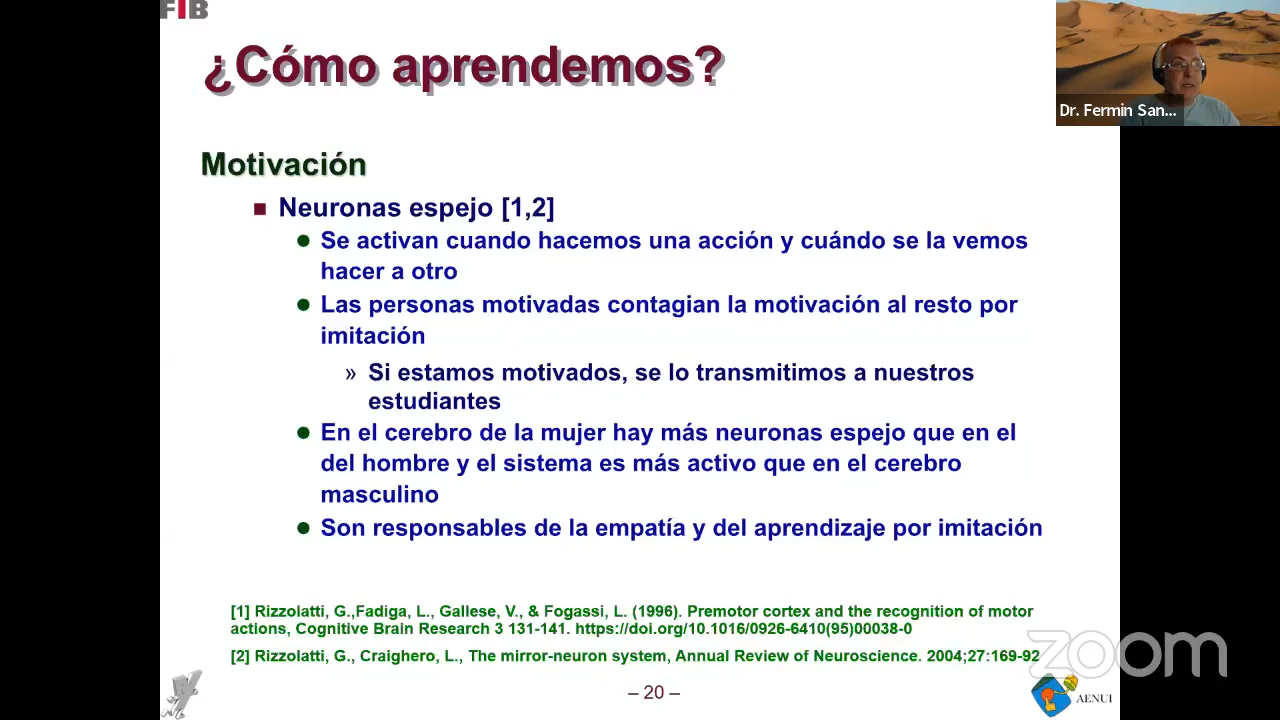 FIB
¿Cómo aprendemos?
Dr. Fermin San...
Motivación
Neuronas espejo [1,2]
Se activan cuando hacemos una acción y cuándo se la vemos
hacer a otro
Las personas motivadas contagian la motivación al resto por
imitación
» Si estamos motivados, se lo transmitimos a nuestros
estudiantes
En el cerebro de la mujer hay más neuronas espejo que en el
del hombre y el sistema es más activo que en el cerebro
masculino
Son responsables de la empatía y del aprendizaje por imitación
[1] Rizzolatti, G.,Fadiga, L., Gallese, V., & Fogassi, L. (1996). Premotor cortex and the recognition of motor
actions, Cognitive Brain Research 3 131-141. https://doi.org/10.1016/0926-6410(95)00038-0
[2] Rizzolatti, G., Craighero, L., The mirror-neuron system, Annual Review of Neuroscience. 2004;27:169-92
zoom
– 20 –
AENUI